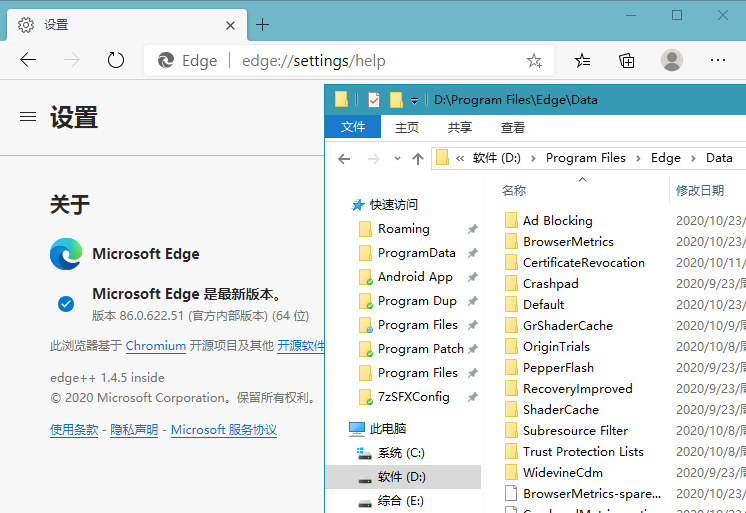 设置
Edge
edge://settings/help
设置
关于
Microsoft Edge
Microsoft Edge 是最新版本。
版本 86.0.622.51 (官方内部版本) (64 位)
此浏览器基于 Chromium 开源项目及其他 开源软件
edge++ 1.4.5 inside
© 2020 Microsoft Corporation。保留所有权利。
使用条款 - 隐私声明 - Microsoft 服务协议
D:\Program Files\Edge\Data
文件 主页 共享 查看
« 软件 (D:) › Program Files › Edge › Data
快速访问
Roaming
ProgramData
Android App
Program Dup
Program Files
Program Patch
Program Files
7zSFXConfig
此电脑
系统 (C:)
软件 (D:)
综合 (E:)
名称 修改日期
Ad Blocking 2020/10/23/
BrowserMetrics 2020/10/23/
CertificateRevocation 2020/10/11/
Crashpad 2020/9/23/周
Default 2020/10/23/
GrShaderCache 2020/10/9/周
OriginTrials 2020/10/8/周
PepperFlash 2020/9/23/周
RecoveryImproved 2020/9/23/周
ShaderCache 2020/9/23/周
Subresource Filter 2020/10/8/周
Trust Protection Lists 2020/10/8/周
WidevineCdm 2020/9/23/周
BrowserMetrics-spare... 2020/10/23/